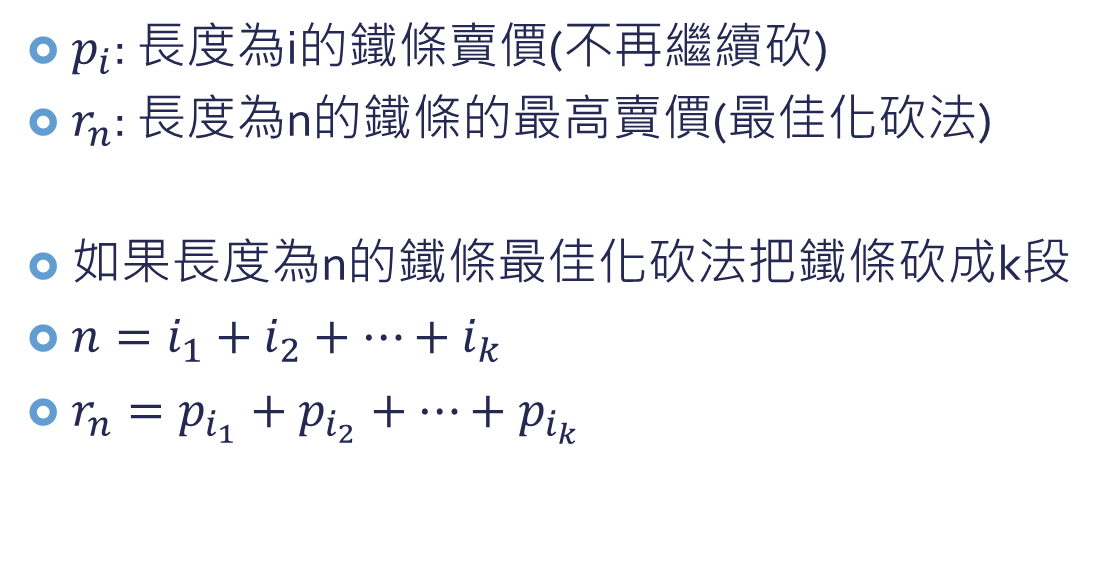 p_i: 長度為i的鐵條賣價(不再繼續砍)
r_n: 長度為n的鐵條的最高賣價(最佳化砍法)
如果長度為n的鐵條最佳化砍法把鐵條砍成k段
n = i_1 + i_2 + ⋯ + i_k
r_n = p_{i_1} + p_{i_2} + ⋯ + p_{i_k}